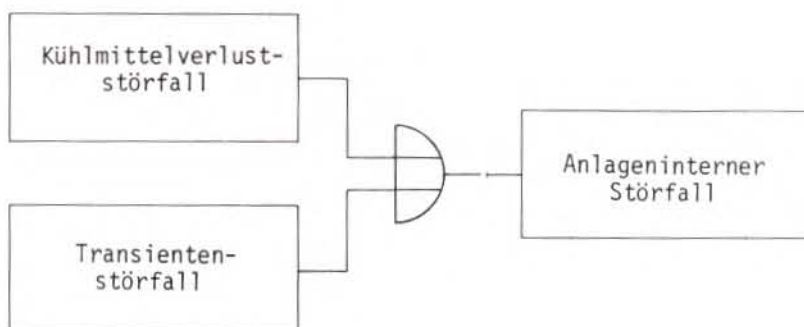 Kühlmittelverlust-
störfall
Anlageninterner
Störfall
Transienten-
störfall